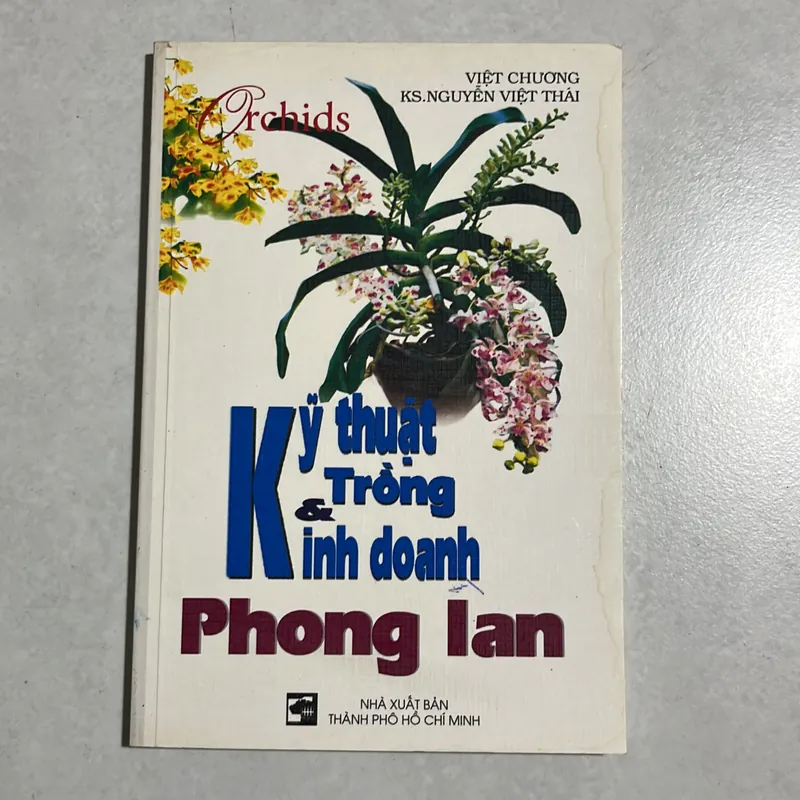 VIỆT CHƯƠNG
KS.NGUYỄN VIỆT THÁI
Orchids
Kỹ thuật
Trồng
&
Kinh doanh
Phong lan
NHÀ XUẤT BẢN
THÀNH PHỐ HỒ CHÍ MINH